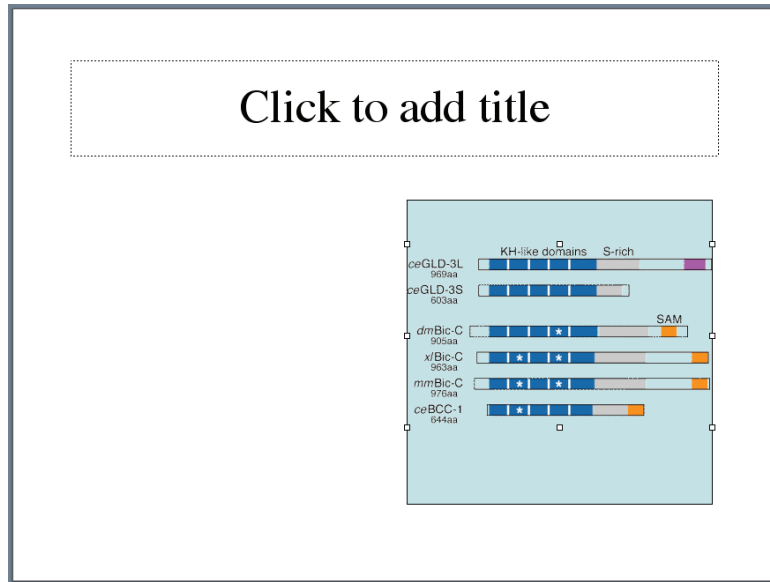 Click to add title
KH-like domains S-rich
ceGLD-3L
969aa
ceGLD-3S
603aa
SAM
dmBic-C
905aa
* 
xlBic-C
963aa
* *
mmBic-C
976aa
* *
ceBCC-1
644aa
*